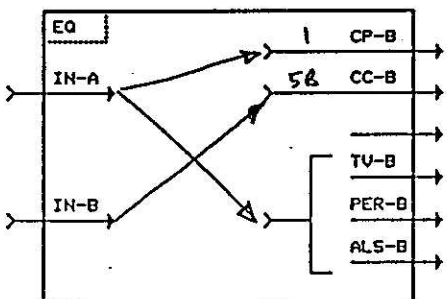 EQ
1 CP-B
IN-A 5B CC-B
TV-B
IN-B PER-B
ALS-B